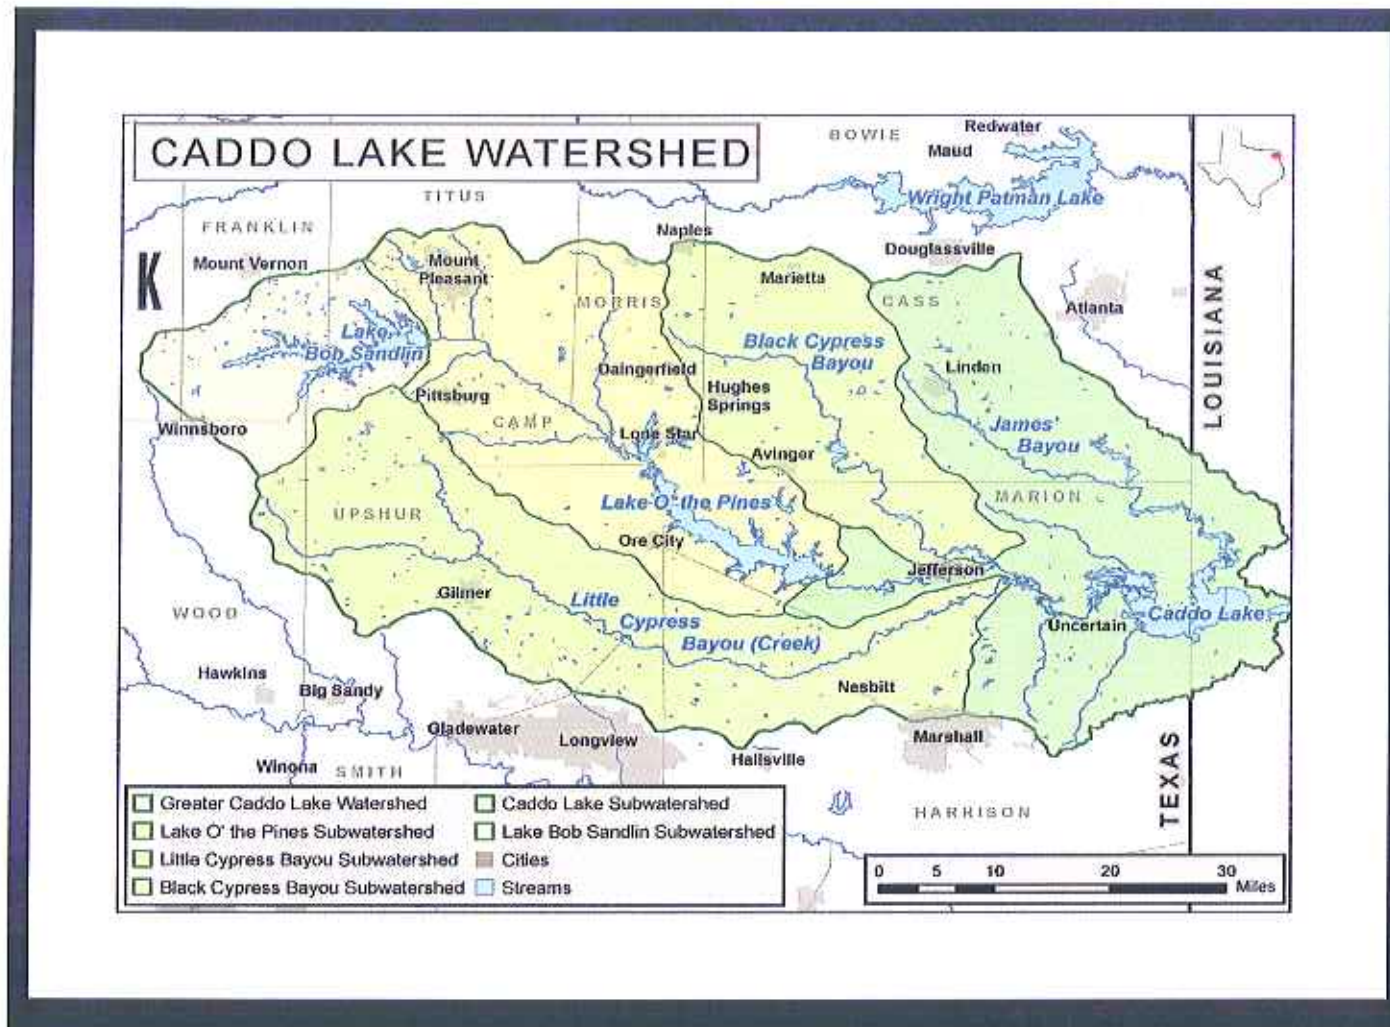 CADDO LAKE WATERSHED
BOWIE
Redwater
Maud
Wright Patman Lake
TITUS
FRANKLIN
Naples
Douglassville
Mount Vernon
Mount
Pleasant
Marietta
K
MORRIS
CASS
Atlanta
LOUISIANA
Lake
Bob Sandlin
Black Cypress
Bayou
Daingerfield
Linden
Hughes
Springs
Pittsburg
CAMP
Winnsboro
Lone Star
James'
Bayou
Avinger
Lake O' the Pines
MARION
UPSHUR
Ore City
Jefferson
Gilmer
Little
Cypress
Bayou (Creek)
WOOD
Uncertain
Caddo Lake
Hawkins
Big Sandy
Nesbitt
Gladewater
Longview
Marshall
Hallsville
Winona
SMITH
TEXAS
HARRISON
Greater Caddo Lake Watershed
Lake O' the Pines Subwatershed
Little Cypress Bayou Subwatershed
Black Cypress Bayou Subwatershed
Caddo Lake Subwatershed
Lake Bob Sandlin Subwatershed
Cities
Streams
0 5 10 20 30
Miles